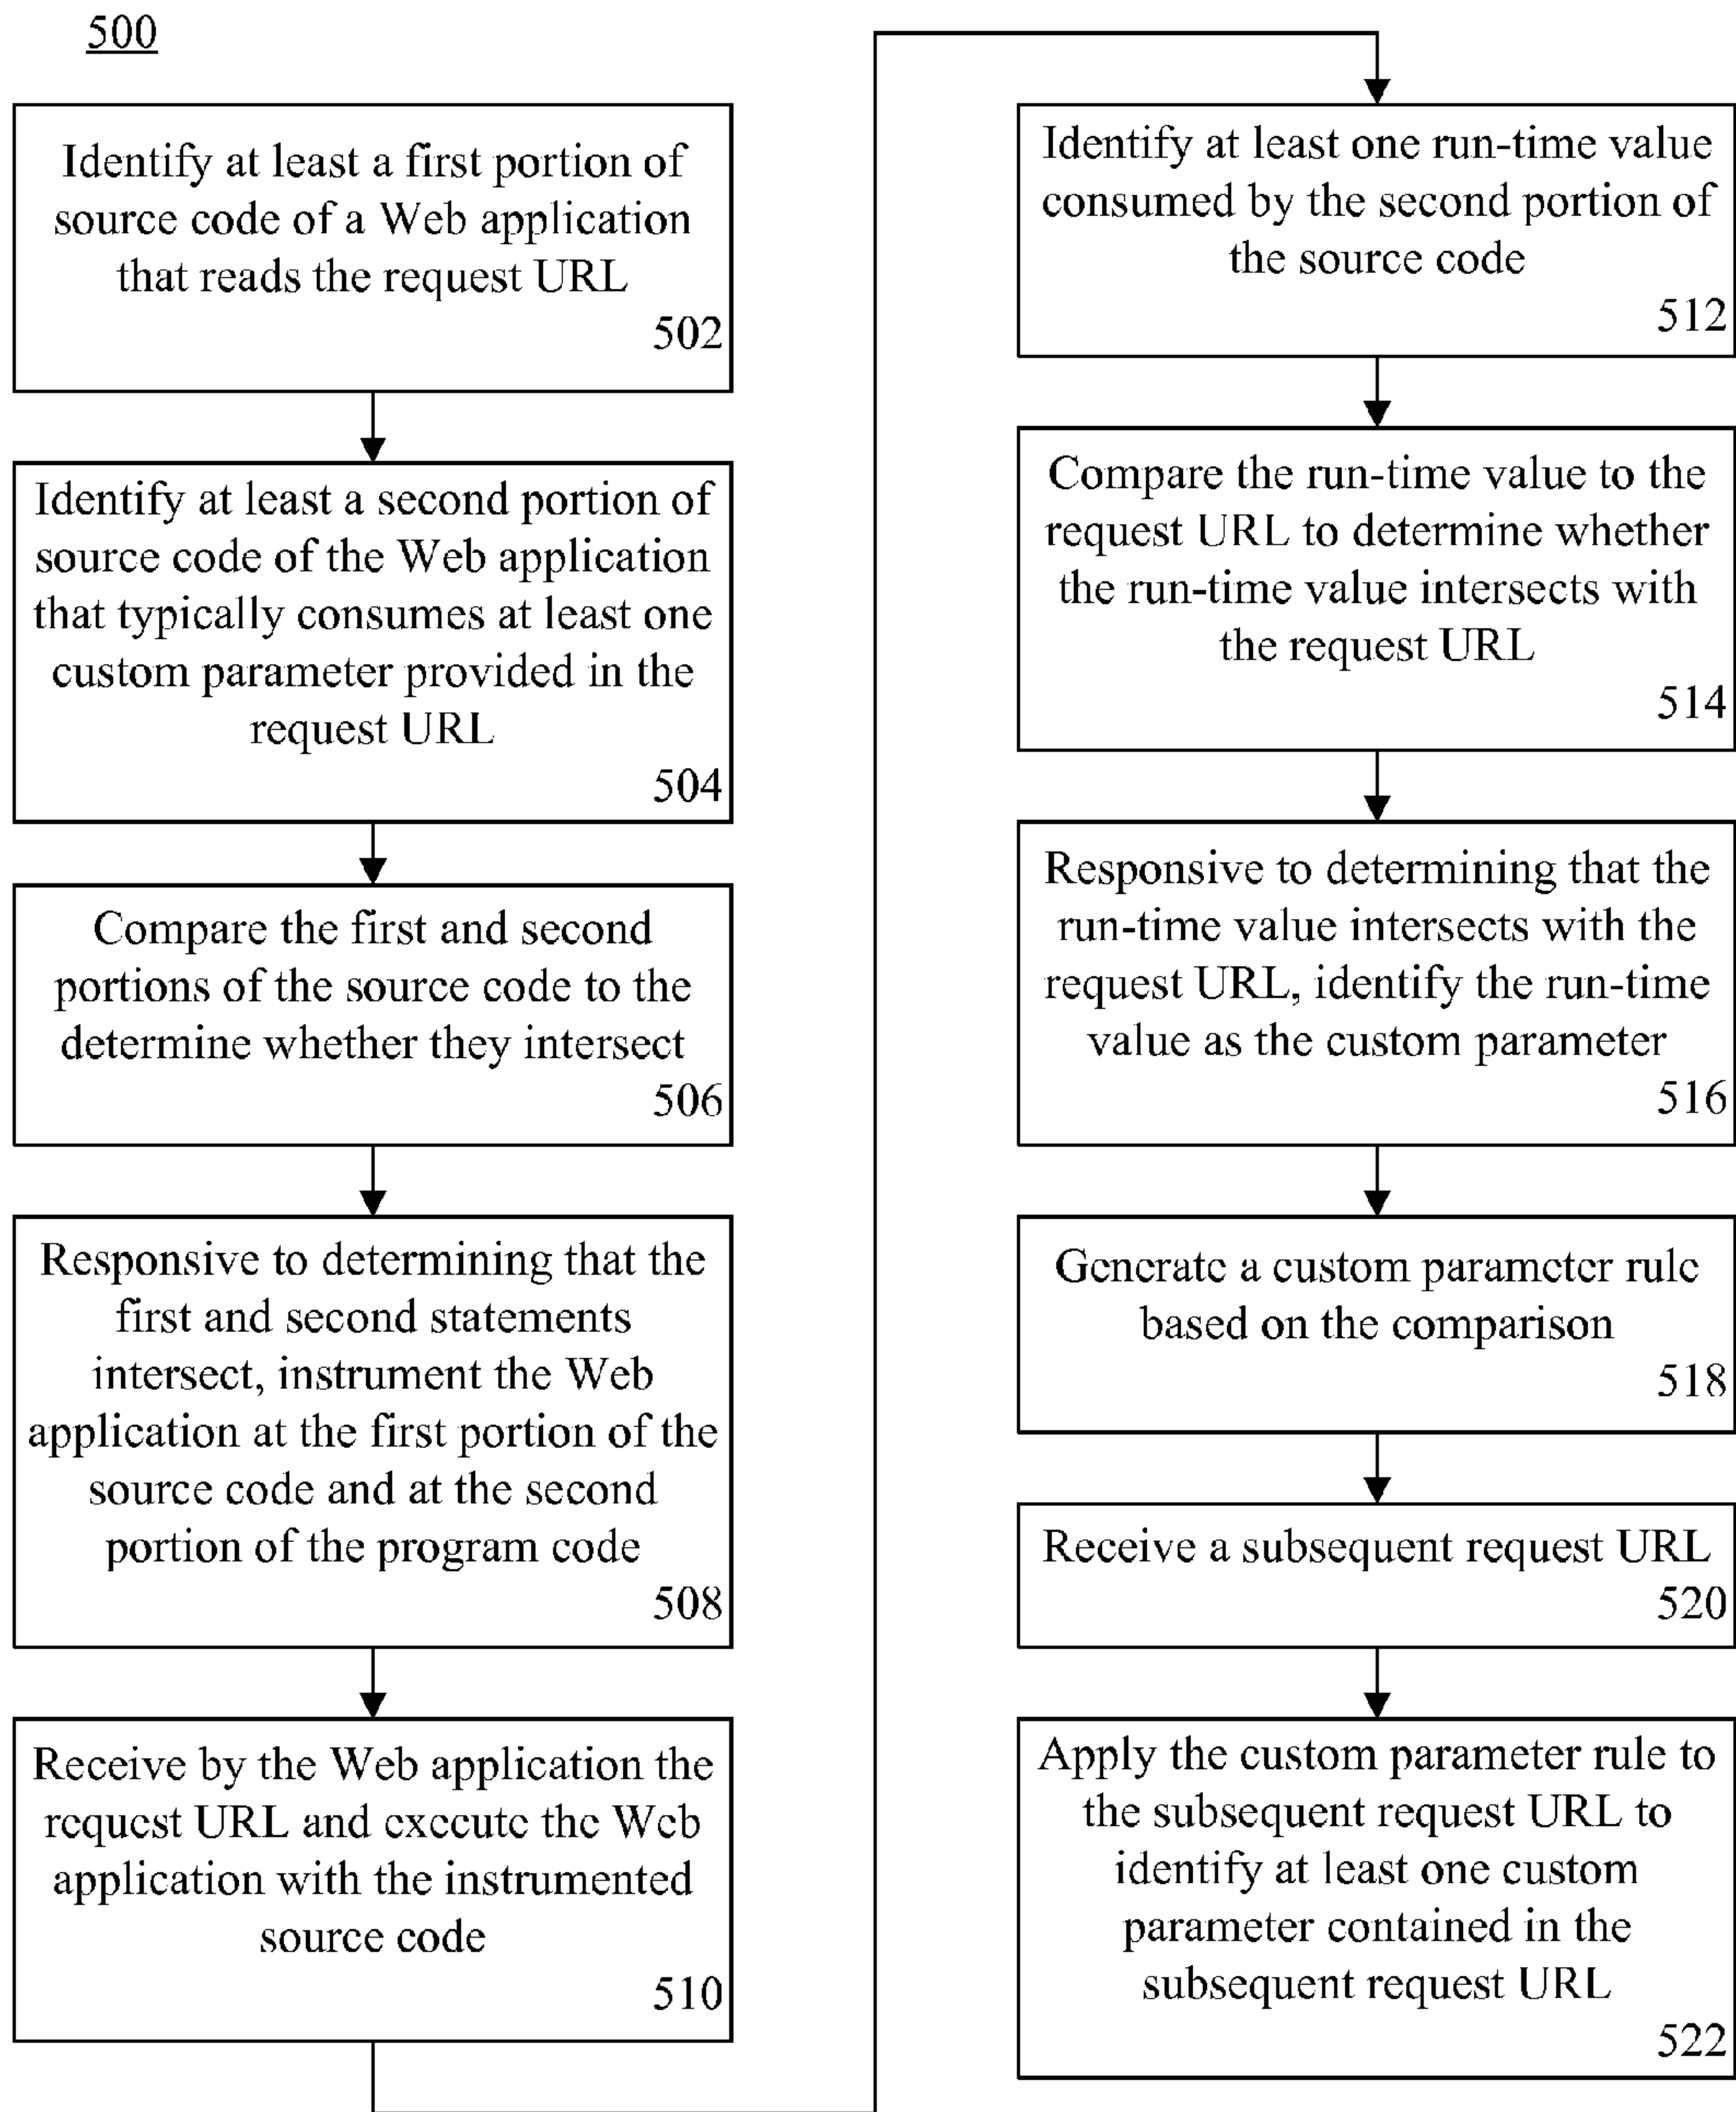 500
Identify at least a first portion of
source code of a Web application
that reads the request URL
502
Identify at least a second portion of
source code of the Web application
that typically consumes at least one
custom parameter provided in the
request URL
504
Compare the first and second
portions of the source code to the
determine whether they intersect
506
Responsive to determining that the
first and second statements
intersect, instrument the Web
application at the first portion of the
source code and at the second
portion of the program code
508
Receive by the Web application the
request URL and execute the Web
application with the instrumented
source code
510
Identify at least one run-time value
consumed by the second portion of
the source code
512
Compare the run-time value to the
request URL to determine whether
the run-time value intersects with
the request URL
514
Responsive to determining that the
run-time value intersects with the
request URL, identify the run-time
value as the custom parameter
516
Generate a custom parameter rule
based on the comparison
518
Receive a subsequent request URL
520
Apply the custom parameter rule to
the subsequent request URL to
identify at least one custom
parameter contained in the
subsequent request URL
522